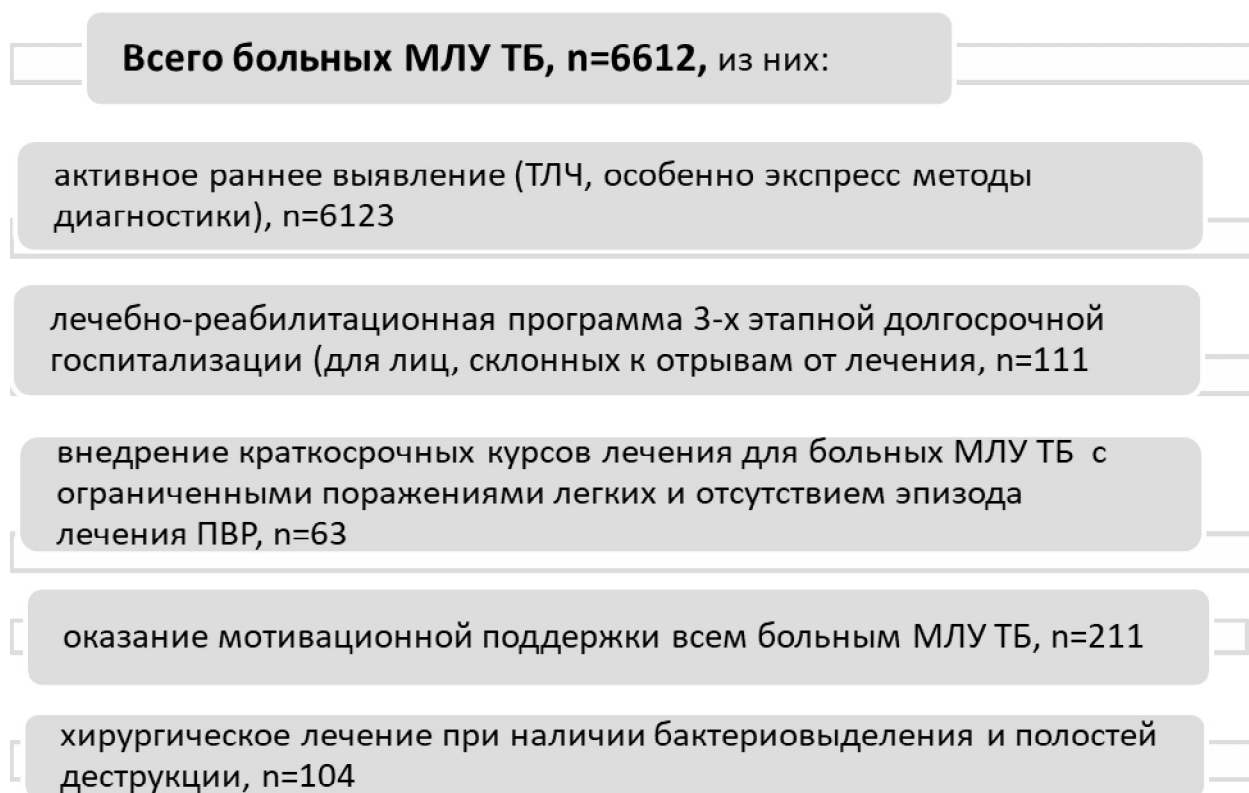 Всего больных МЛУ ТБ, n=6612, из них:
активное раннее выявление (ТЛЧ, особенно экспресс методы
диагностики), n=6123
лечебно-реабилитационная программа 3-х этапной долгосрочной
госпитализации (для лиц, склонных к отрывам от лечения, n=111
внедрение краткосрочных курсов лечения для больных МЛУ ТБ с
ограниченными поражениями легких и отсутствием эпизода
лечения ПВР, n=63
оказание мотивационной поддержки всем больным МЛУ ТБ, n=211
хирургическое лечение при наличии бактериовыделения и полостей
деструкции, n=104